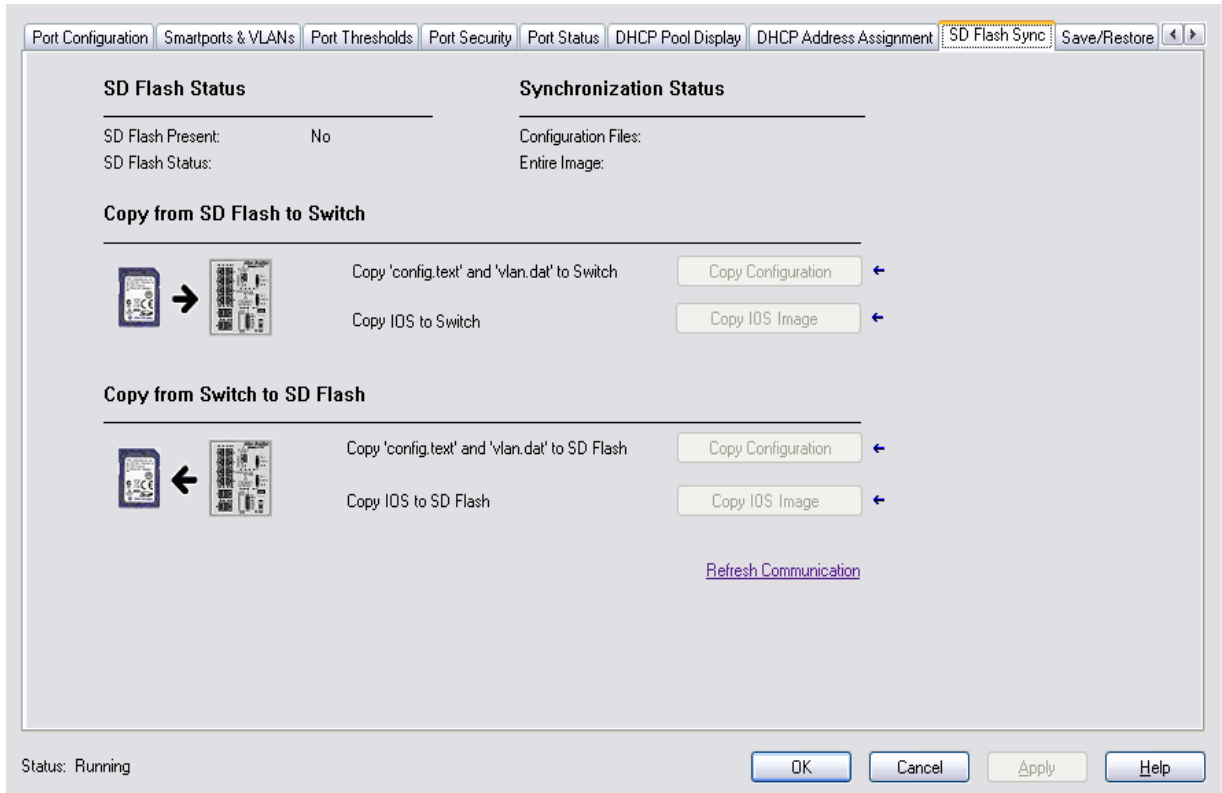 Port Configuration Smartports & VLANs Port Thresholds Port Security Port Status DHCP Pool Display DHCP Address Assignment SD Flash Sync Save/Restore
SD Flash Status
SD Flash Present: No
SD Flash Status:
Synchronization Status
Configuration Files:
Entire Image:
Copy from SD Flash to Switch
Copy 'config.text' and 'vlan.dat' to Switch Copy Configuration
Copy IOS to Switch Copy IOS Image
Copy from Switch to SD Flash
Copy 'config.text' and 'vlan.dat' to SD Flash Copy Configuration
Copy IOS to SD Flash Copy IOS Image
Refresh Communication
Status: Running OK Cancel Apply Help